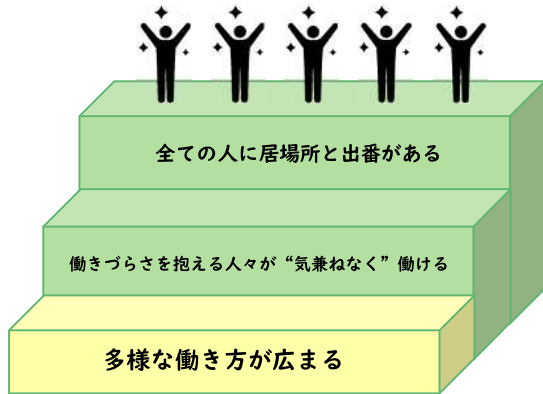 全ての人に居場所と出番がある
働きづらさを抱える人々が“気兼ねなく”働ける
多様な働き方が広まる